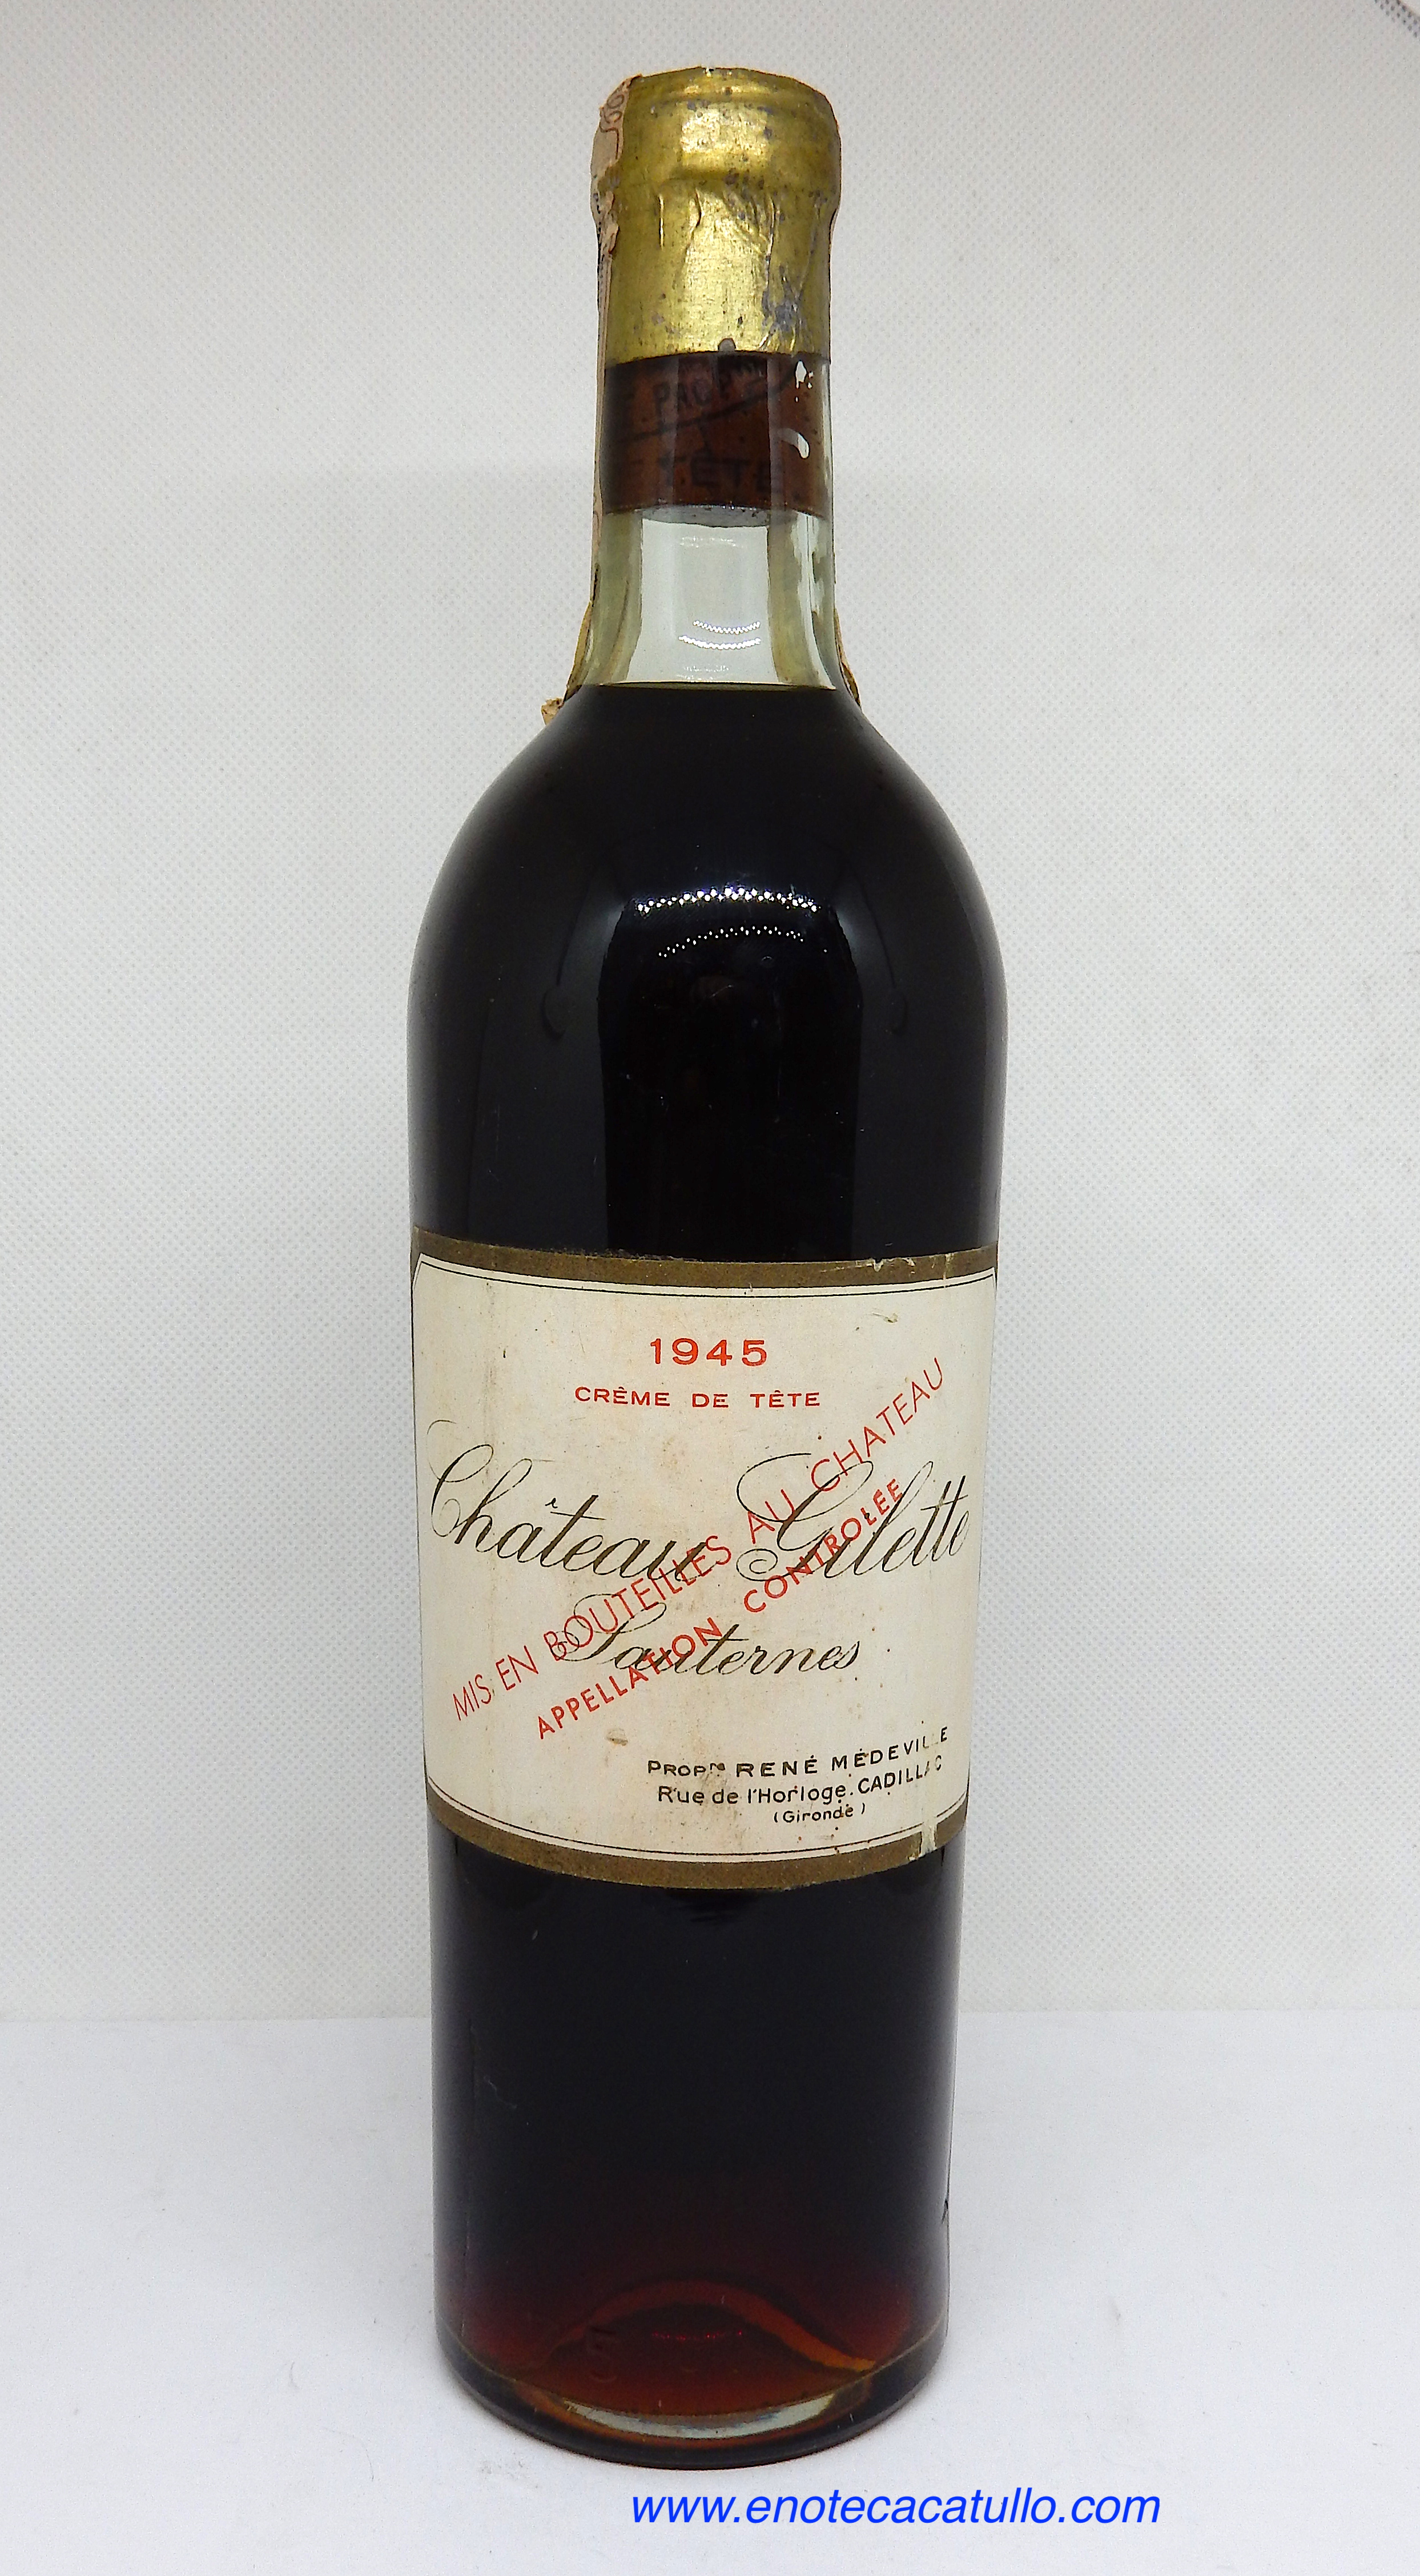 TÊTE
1945
CRÊME DE TÊTE
Château Gilette
MIS EN BOUTEILLES AU CHATEAU
APPELLATION CONTROLÉE
Sauternes
PROPRE RENÉ MÉDEVILLE
Rue de l'Horloge. CADILLAC
(Gironde)
www.enotecacatullo.com